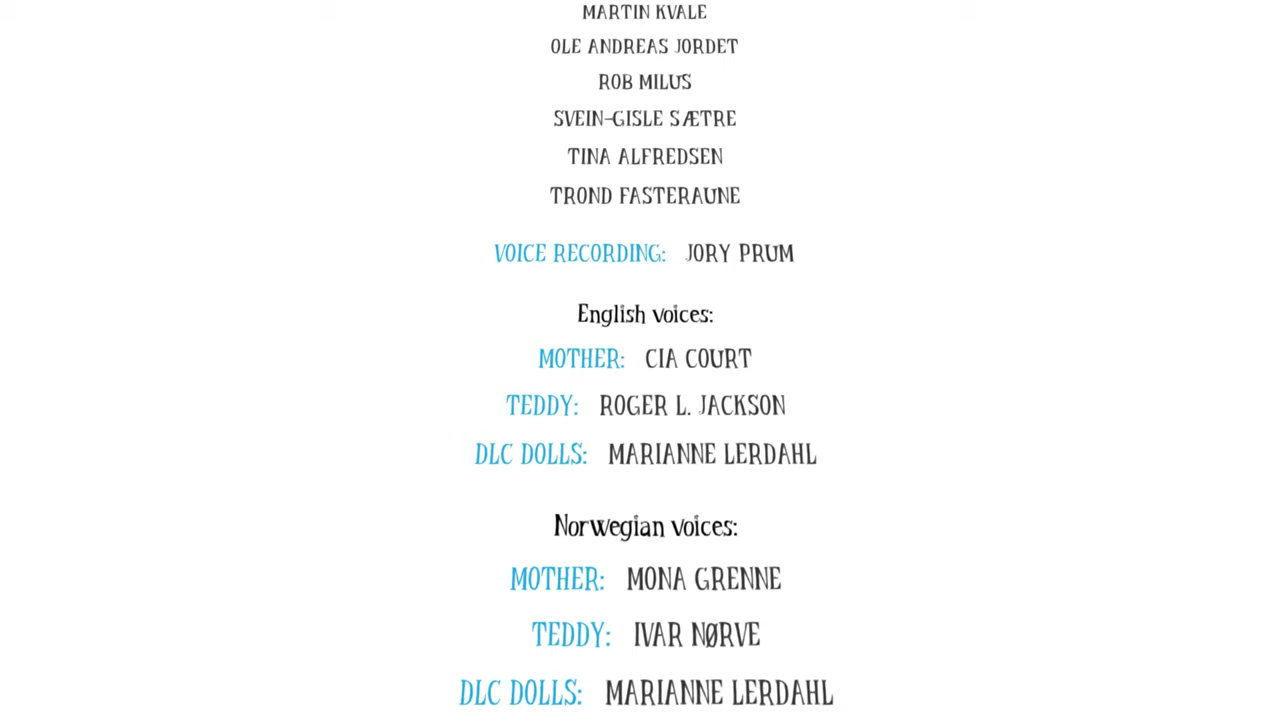 MARTIN KVALE
OLE ANDREAS JORDET
ROB MILUS
SVEIN-GISLE SÆTRE
TINA ALFREDSEN
TROND FASTERAUNE
VOICE RECORDING: JORY PRUM
English voices:
MOTHER: CIA COURT
TEDDY: ROGER L. JACKSON
DLC DOLLS: MARIANNE LERDAHL
Norwegian voices:
MOTHER: MONA GRENNE
TEDDY: IVAR NØRVE
DLC DOLLS: MARIANNE LERDAHL